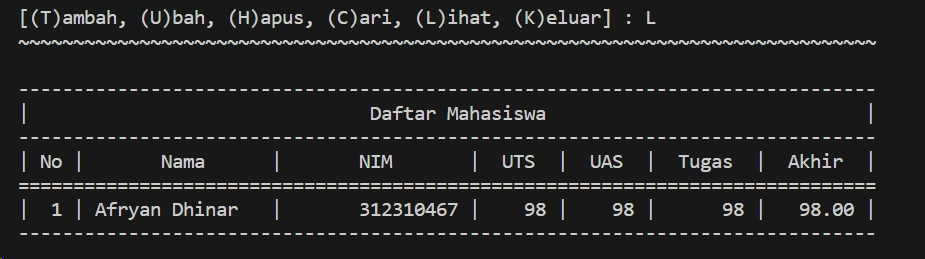 [(T)ambah, (U)bah, (H)apus, (C)ari, (L)ihat, (K)eluar] : L
~~~~~~~~~~~~~~~~~~~~~~~~~~~~~~~~~~~~~~~~~~~~~~~~~~~~~~~~~~~~~~~~~~~~~~~~~~~~~~
------------------------------------------------------------------------------
|                               Daftar Mahasiswa                             |
------------------------------------------------------------------------------
| No |       Nama      |       NIM       |  UTS  |  UAS  |  Tugas  |  Akhir  |
==============================================================================
|  1 | Afryan Dhinar   |       312310467 |    98 |    98 |      98 |   98.00 |
------------------------------------------------------------------------------